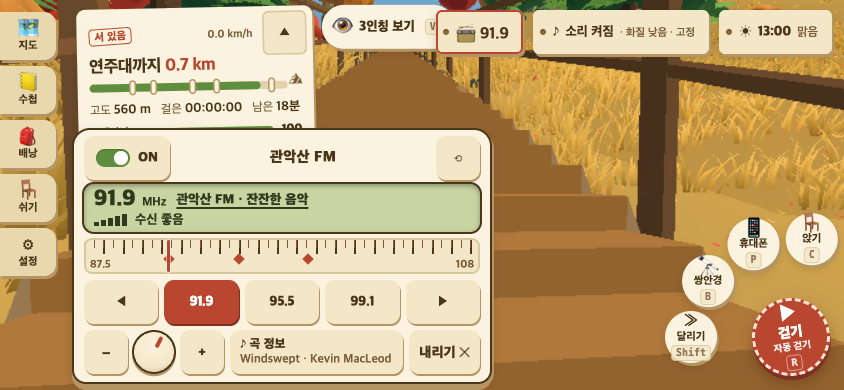 지도
수첩
배낭
쉬기
설정
서 있음
0.0 km/h
▲
연주대까지 0.7 km
고도 560 m 걸은 00:00:00 남은 18분
100
3인칭 보기
91.9
♪ 소리 켜짐 · 화질 낮음 · 고정
13:00 맑음
ON
관악산 FM
91.9 MHz 관악산 FM · 잔잔한 음악
수신 좋음
87.5 108
◀ 91.9 95.5 99.1 ▶
− +
♪ 곡 정보
Windswept · Kevin MacLeod
내리기 ×
휴대폰
P
앉기
C
쌍안경
B
달리기
Shift
걷기
자동 걷기
R